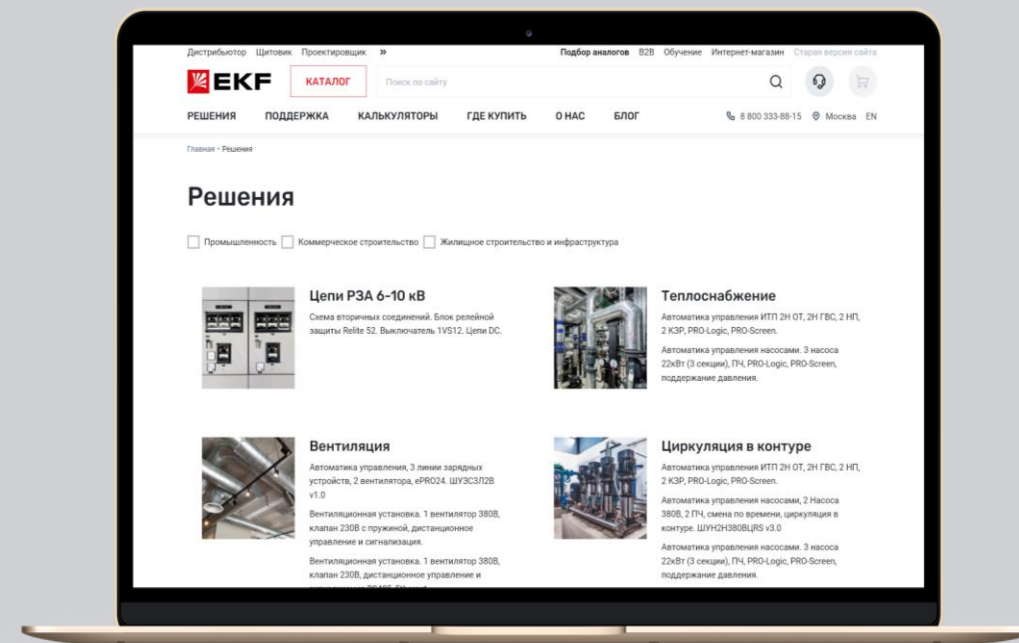 Дистрибьютор Щитовик Проектировщик »
Подбор аналогов B2B Обучение Интернет-магазин Старая версия сайта
EKF КАТАЛОГ Поиск по сайту
РЕШЕНИЯ ПОДДЕРЖКА КАЛЬКУЛЯТОРЫ ГДЕ КУПИТЬ О НАС БЛОГ 8 800 333-88-15 Москва EN
Главная • Решения
Решения
Промышленность Коммерческое строительство Жилищное строительство и инфраструктура
Цепи РЗА 6-10 кВ
Схема вторичных соединений. Блок релейной
защиты Relite 52. Выключатель 1VS12. Цепи DC.
Теплоснабжение
Автоматика управления ИТП 2Н ОТ, 2Н ГВС, 2 НП,
2 КЗР, PRO-Logic, PRO-Screen.
Автоматика управления насосами. 3 насоса
22кВт (3 секции), ПЧ, PRO-Logic, PRO-Screen,
поддержание давления.
Вентиляция
Автоматика управления, 3 линии зарядных
устройств, 2 вентилятора, ePRO24. ШУЗС3Л2В
v1.0
Вентиляционная установка. 1 вентилятор 380В,
клапан 230В с пружиной, дистанционное
управление и сигнализация.
Вентиляционная установка. 1 вентилятор 380В,
клапан 230В, дистанционное управление и
Циркуляция в контуре
Автоматика управления ИТП 2Н ОТ, 2Н ГВС, 2 НП,
2 КЗР, PRO-Logic, PRO-Screen.
Автоматика управления насосами, 2 Насоса
380В, 2 ПЧ, смена по времени, циркуляция в
контуре. ШУН2Н380ВЦRS v3.0
Автоматика управления насосами. 3 насоса
22кВт (3 секции), ПЧ, PRO-Logic, PRO-Screen,
поддержание давления.